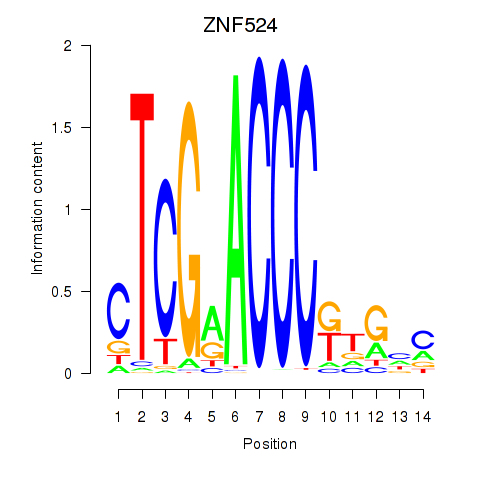 ZNF524
Information content
2
1.5
1
0.5
0
C G T A
T C A
C T G
G A
A G T C
A T
C
C
C
G T A C
T G A C
G A C T
C
C A G T
1 2 3 4 5 6 7 8 9 10 11 12 13 14
Position